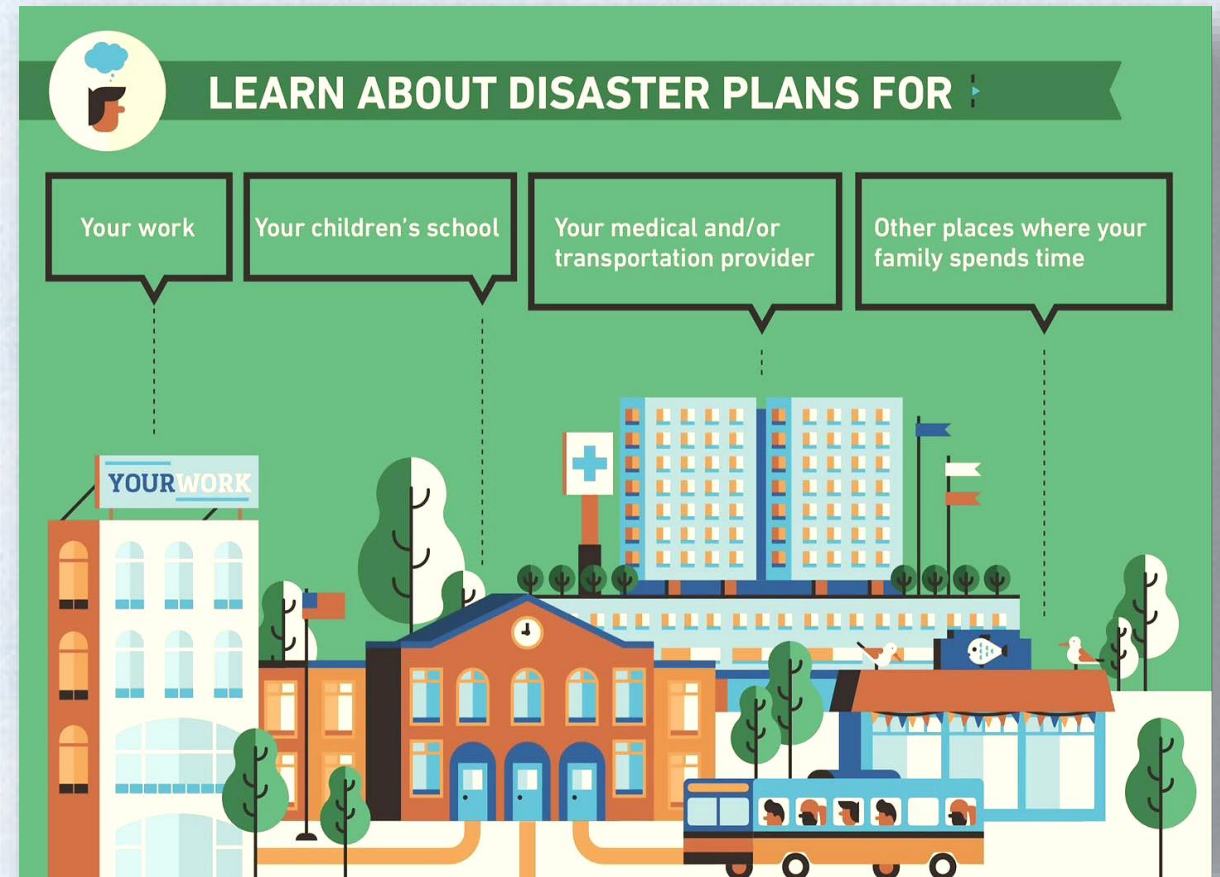 LEARN ABOUT DISASTER PLANS FOR
Your work
Your children's school
Your medical and/or
transportation provider
Other places where your
family spends time
YOURWORK